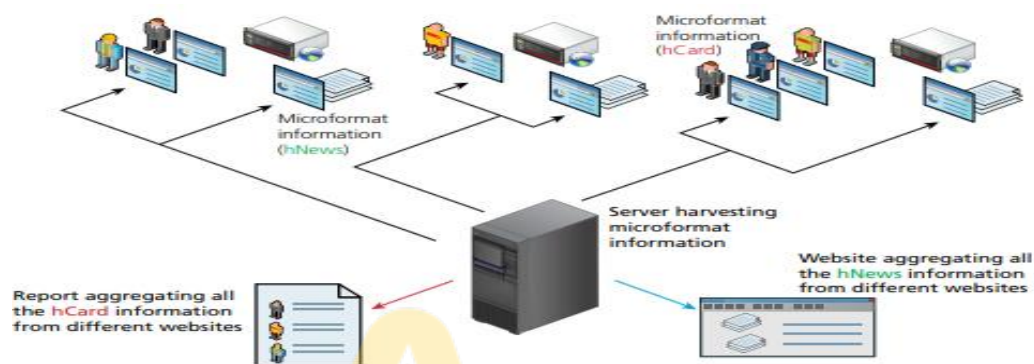 Microformat
information
(hCard)
Microformat
information
(hNews)
Server harvesting
microformat
information
Website aggregating all
the hNews information
from different websites
Report aggregating all
the hCard information
from different websites